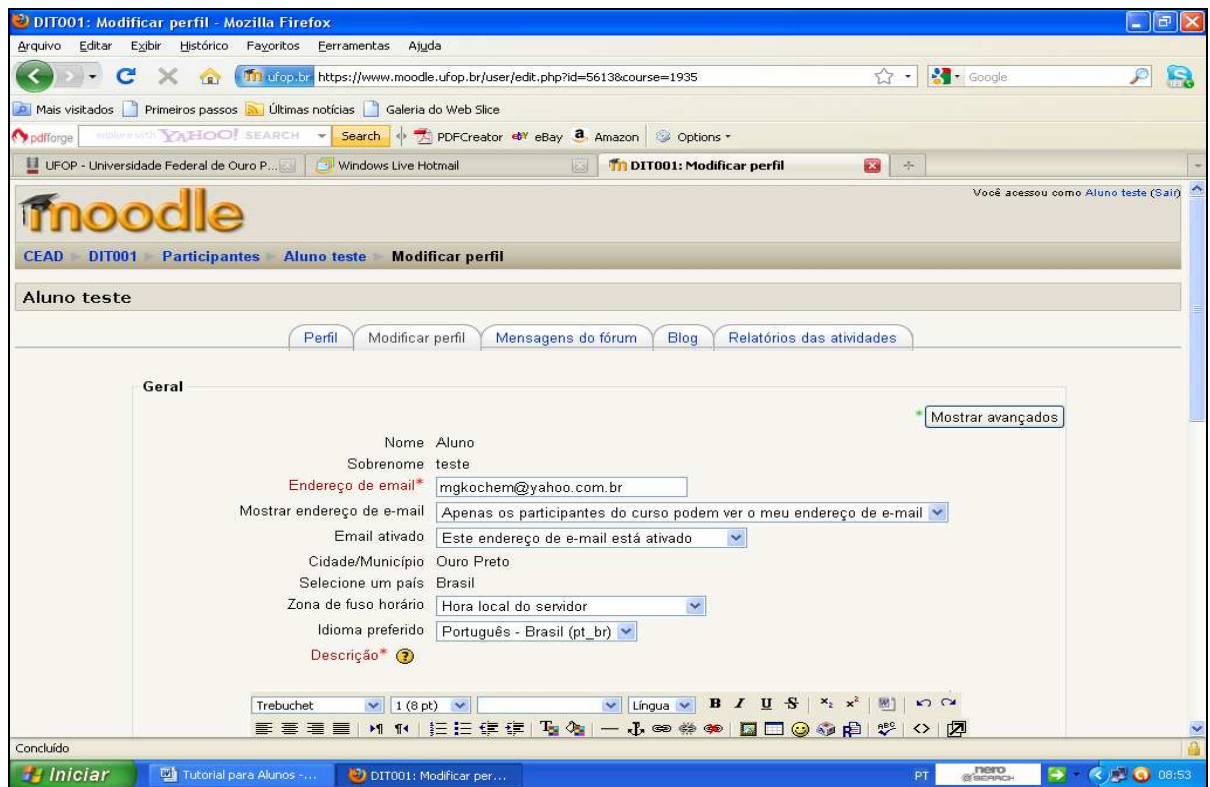 DIT001: Modificar perfil - Mozilla Firefox
Arquivo Editar Exibir Histórico Favoritos Ferramentas Ajuda
ufop.br https://www.moodle.ufop.br/user/edit.php?id=5613&course=1935 Google
Mais visitados Primeiros passos Últimas notícias Galeria do Web Slice
pdfforge YAHOO! SEARCH Search PDFCreator eBay Amazon Options
UFOP - Universidade Federal de Ouro P... Windows Live Hotmail DIT001: Modificar perfil
Você acessou como Aluno teste (Sair)
moodle
CEAD DIT001 Participantes Aluno teste Modificar perfil
Aluno teste
Perfil Modificar perfil Mensagens do fórum Blog Relatórios das atividades
Geral
* Mostrar avançados
Nome Aluno
Sobrenome teste
Endereço de email* mgkochem@yahoo.com.br
Mostrar endereço de e-mail Apenas os participantes do curso podem ver o meu endereço de e-mail
Email ativado Este endereço de e-mail está ativado
Cidade/Município Ouro Preto
Selecione um país Brasil
Zona de fuso horário Hora local do servidor
Idioma preferido Português - Brasil (pt_br)
Descrição* ?
Trebuchet 1 (8 pt) Língua B I U S x₂ x²
Concluído
Iniciar Tutorial para Alunos -... DIT001: Modificar per... PT nero SEARCH 08:53